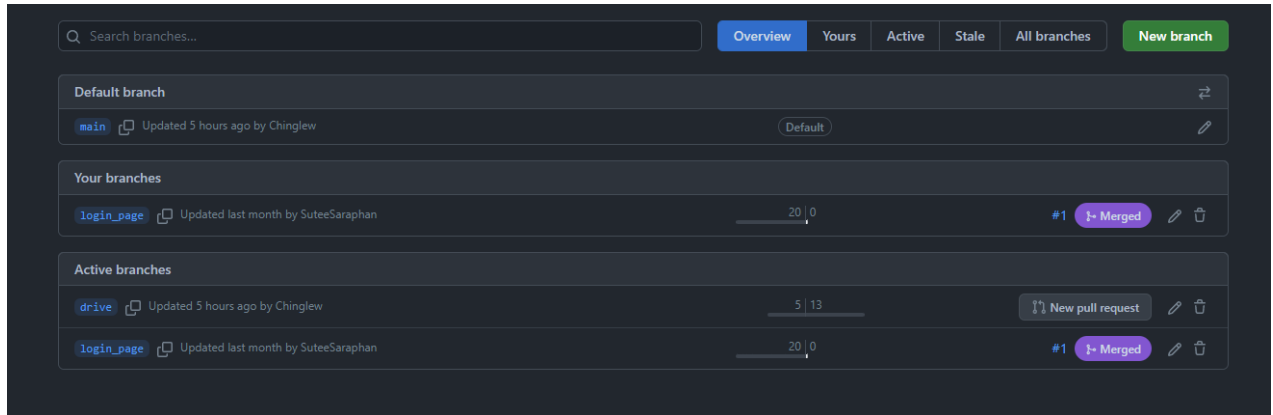 Search branches... Overview Yours Active Stale All branches New branch
Default branch
main Updated 5 hours ago by Chinglew Default
Your branches
login_page Updated last month by SuteeSaraphan 20 0 #1 Merged
Active branches
drive Updated 5 hours ago by Chinglew 5 13 New pull request
login_page Updated last month by SuteeSaraphan 20 0 #1 Merged